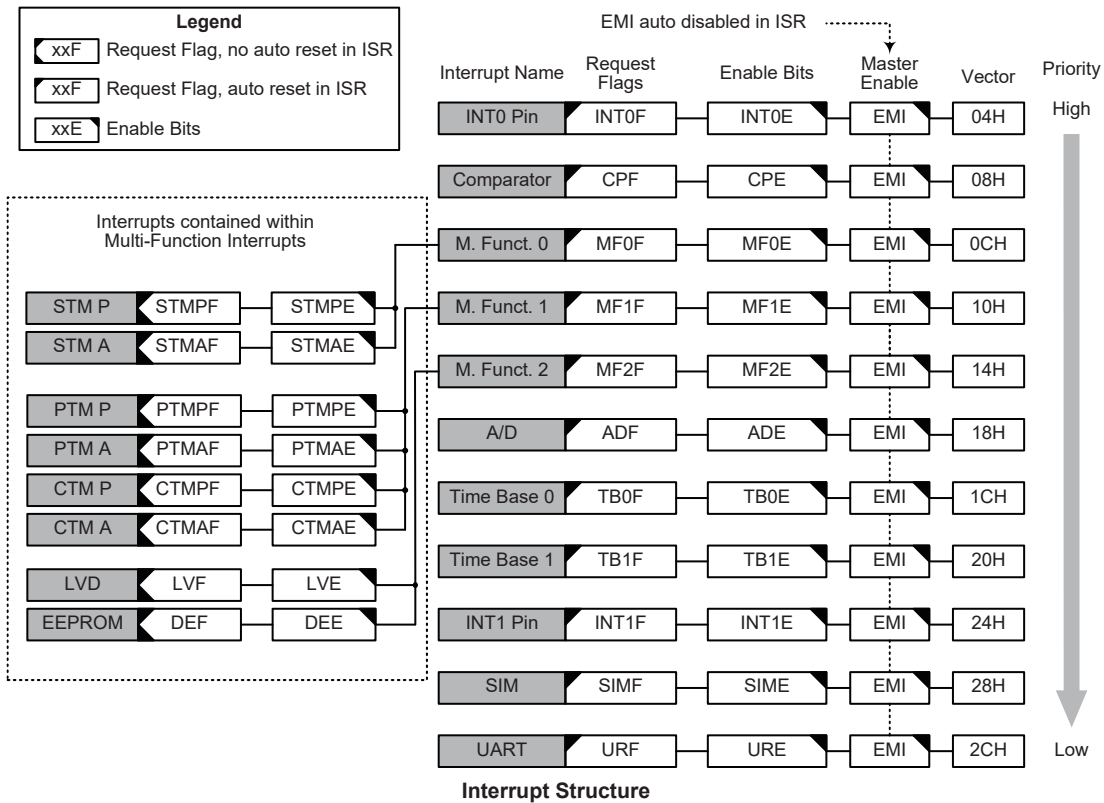 Legend
xxF Request Flag, no auto reset in ISR
xxF Request Flag, auto reset in ISR
xxE Enable Bits
EMI auto disabled in ISR
Interrupt Name Request Flags Enable Bits Master Enable Vector Priority
INT0 Pin INT0F INT0E EMI 04H High
Comparator CPF CPE EMI 08H
M. Funct. 0 MF0F MF0E EMI 0CH
M. Funct. 1 MF1F MF1E EMI 10H
M. Funct. 2 MF2F MF2E EMI 14H
A/D ADF ADE EMI 18H
Time Base 0 TB0F TB0E EMI 1CH
Time Base 1 TB1F TB1E EMI 20H
INT1 Pin INT1F INT1E EMI 24H
SIM SIMF SIME EMI 28H
UART URF URE EMI 2CH Low
Interrupts contained within
Multi-Function Interrupts
STM P STMPF STMPE
STM A STMAF STMAE
PTM P PTMPF PTMPE
PTM A PTMAF PTMAE
CTM P CTMPF CTMPE
CTM A CTMAF CTMAE
LVD LVF LVE
EEPROM DEF DEE
Interrupt Structure